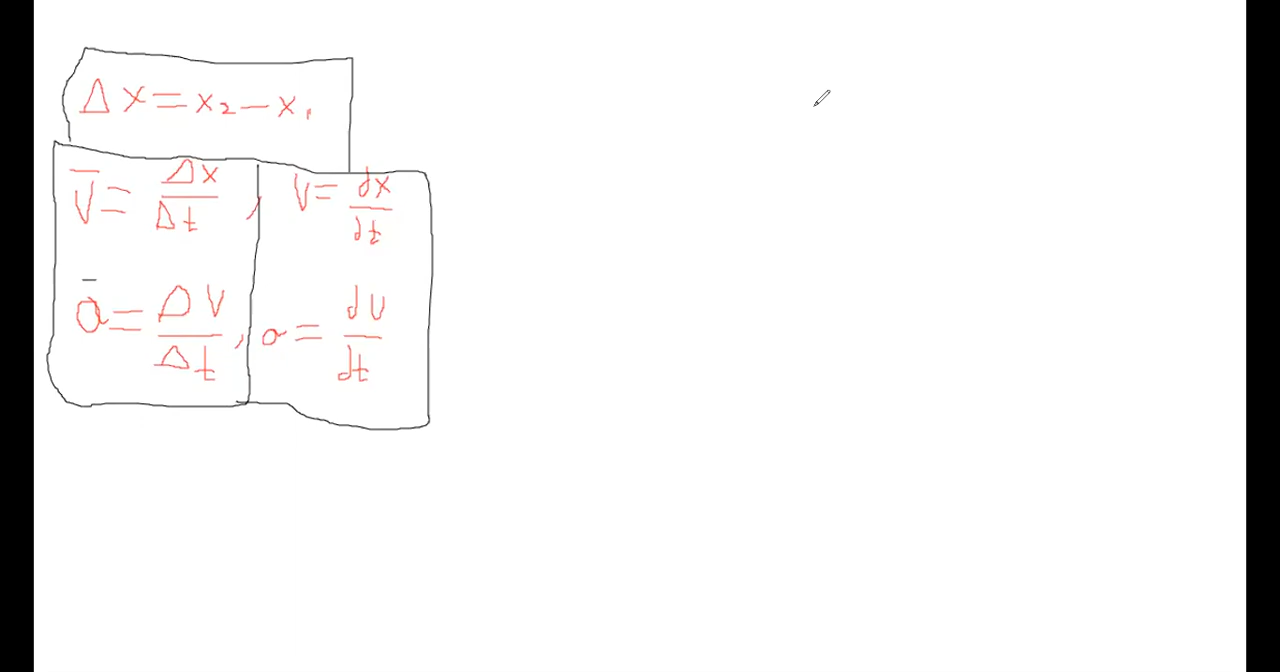 Δx = x₂ - x₁
V̄ = Δx/Δt , V = dx/dt
ā = ΔV/Δt , a = dv/dt